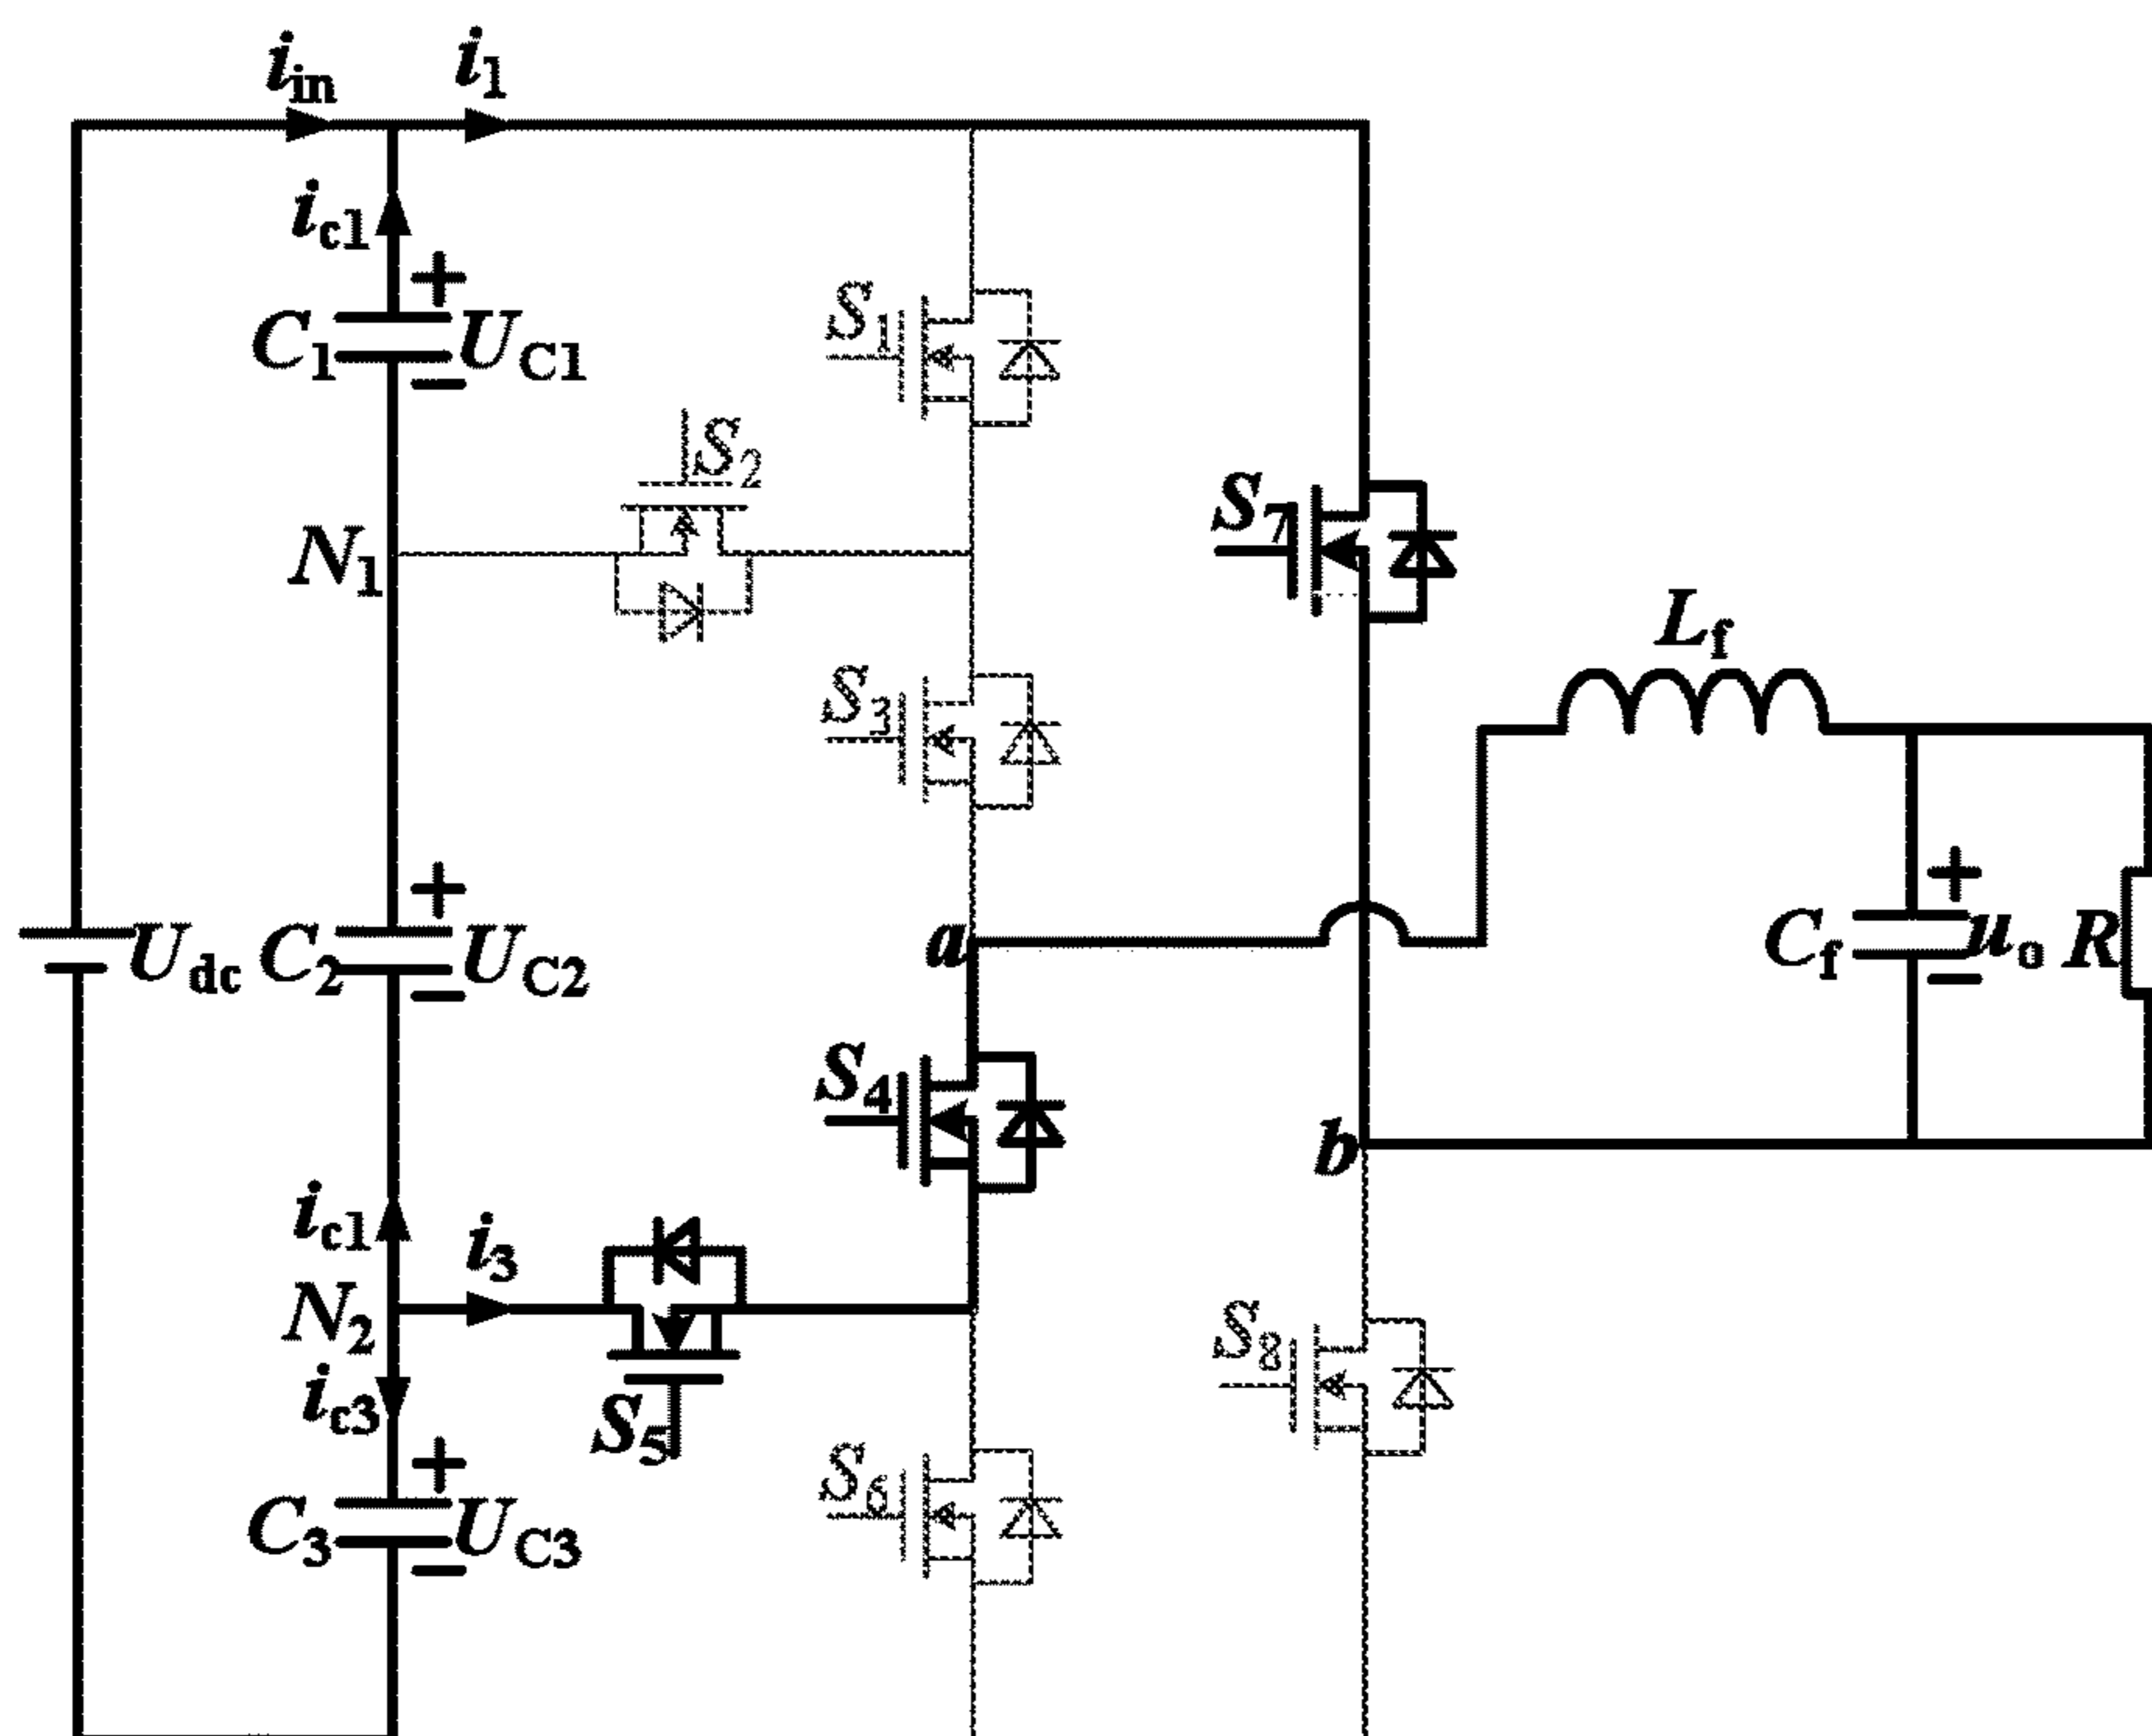 i_in
i_1
i_c1
C_1
U_C1
S_1
S_2
N_1
S_7
S_3
L_f
a
U_dc
C_2
U_C2
C_f
u_o
R
S_4
b
i_c1
i_3
N_2
i_c3
S_5
S_8
S_6
C_3
U_C3